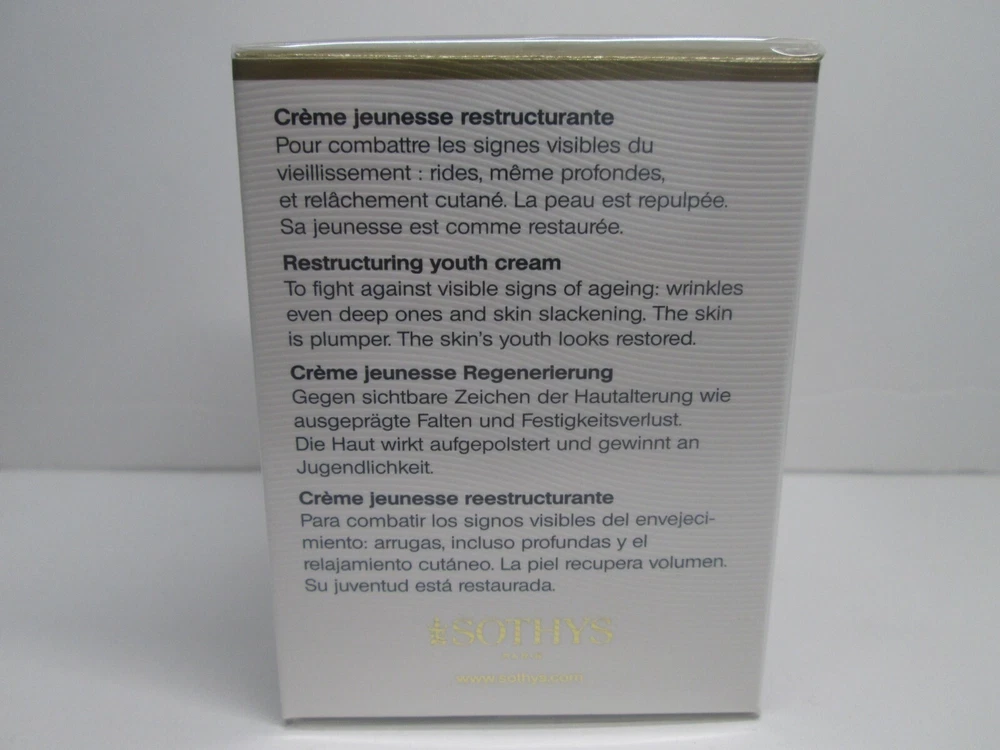 Crème jeunesse restructurante
Pour combattre les signes visibles du
vieillissement : rides, même profondes,
et relâchement cutané. La peau est repulpée.
Sa jeunesse est comme restaurée.
Restructuring youth cream
To fight against visible signs of ageing: wrinkles
even deep ones and skin slackening. The skin
is plumper. The skin's youth looks restored.
Crème jeunesse Regenerierung
Gegen sichtbare Zeichen der Hautalterung wie
ausgeprägte Falten und Festigkeitsverlust.
Die Haut wirkt aufgepolstert und gewinnt an
Jugendlichkeit.
Crème jeunesse reestructurante
Para combatir los signos visibles del envejeci-
miento: arrugas, incluso profundas y el
relajamiento cutáneo. La piel recupera volumen.
Su juventud está restaurada.
SOTHYS
www.sothys.com